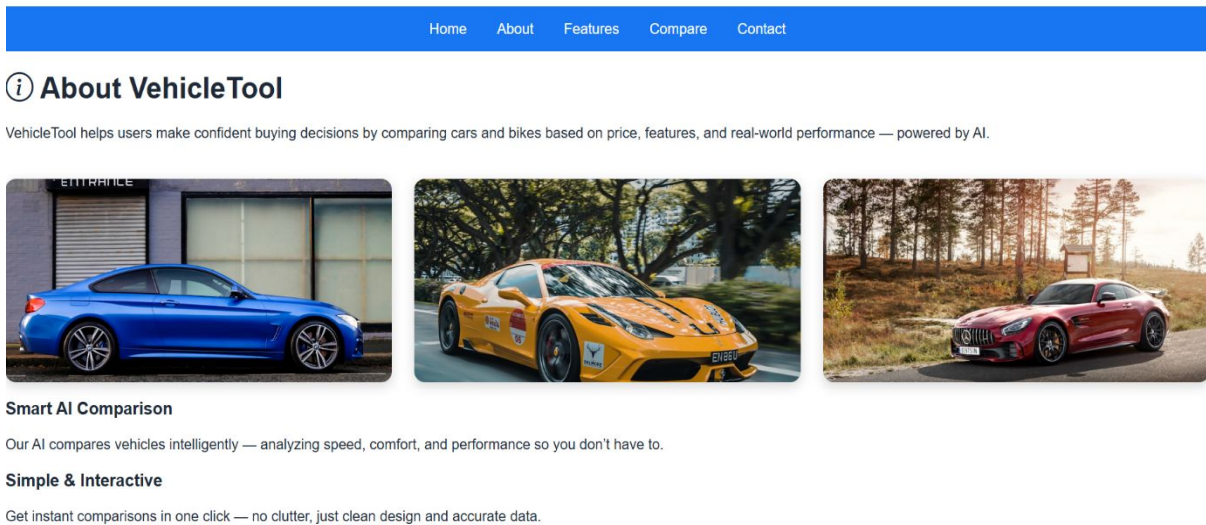 Home About Features Compare Contact
i About VehicleTool
VehicleTool helps users make confident buying decisions by comparing cars and bikes based on price, features, and real-world performance — powered by AI.
ENTRANCE
EN86U
Smart AI Comparison
Our AI compares vehicles intelligently — analyzing speed, comfort, and performance so you don’t have to.
Simple & Interactive
Get instant comparisons in one click — no clutter, just clean design and accurate data.